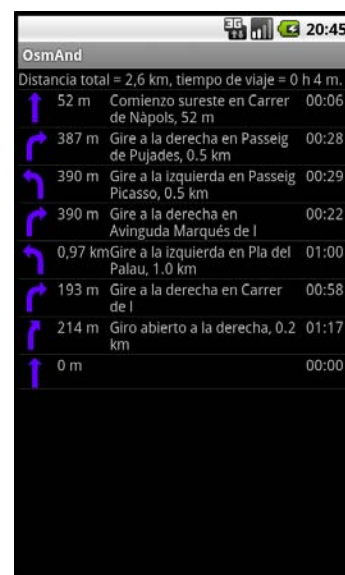 3G 20:45
OsmAnd
Distancia total = 2,6 km, tiempo de viaje = 0 h 4 m.
52 m Comienzo sureste en Carrer 00:06
de Nàpols, 52 m
387 m Gire a la derecha en Passeig 00:28
de Pujades, 0.5 km
390 m Gire a la izquierda en Passeig 00:29
Picasso, 0.5 km
390 m Gire a la derecha en 00:22
Avinguda Marqués de l
0,97 km Gire a la izquierda en Pla del 01:00
Palau, 1.0 km
193 m Gire a la derecha en Carrer 00:58
de l
214 m Giro abierto a la derecha, 0.2 01:17
km
0 m 00:00